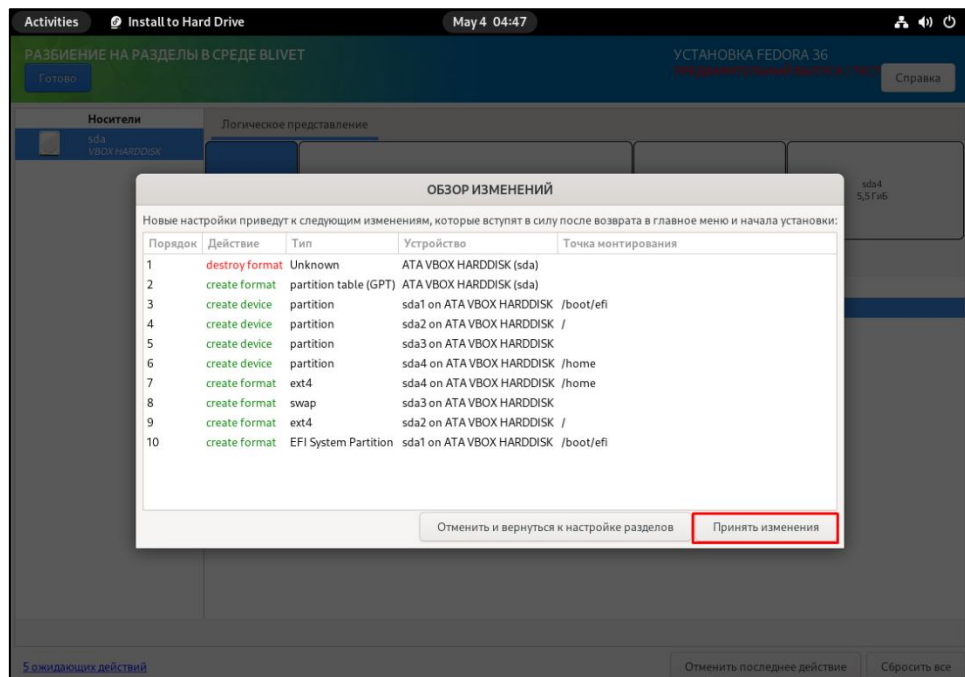 Activities Install to Hard Drive May 4 04:47
РАЗБИЕНИЕ НА РАЗДЕЛЫ В СРЕДЕ BLIVET УСТАНОВКА FEDORA 36
Готово Справка
Носители Логическое представление
sda
VBOX HARDDISK
sda4
5,5 ГиБ
ОБЗОР ИЗМЕНЕНИЙ
Новые настройки приведут к следующим изменениям, которые вступят в силу после возврата в главное меню и начала установки:
Порядок Действие Тип Устройство Точка монтирования
1 destroy format Unknown ATA VBOX HARDDISK (sda)
2 create format partition table (GPT) ATA VBOX HARDDISK (sda)
3 create device partition sda1 on ATA VBOX HARDDISK /boot/efi
4 create device partition sda2 on ATA VBOX HARDDISK /
5 create device partition sda3 on ATA VBOX HARDDISK
6 create device partition sda4 on ATA VBOX HARDDISK /home
7 create format ext4 sda4 on ATA VBOX HARDDISK /home
8 create format swap sda3 on ATA VBOX HARDDISK
9 create format ext4 sda2 on ATA VBOX HARDDISK /
10 create format EFI System Partition sda1 on ATA VBOX HARDDISK /boot/efi
Отменить и вернуться к настройке разделов Принять изменения
5 ожидающих действий Отменить последнее действие Сбросить все